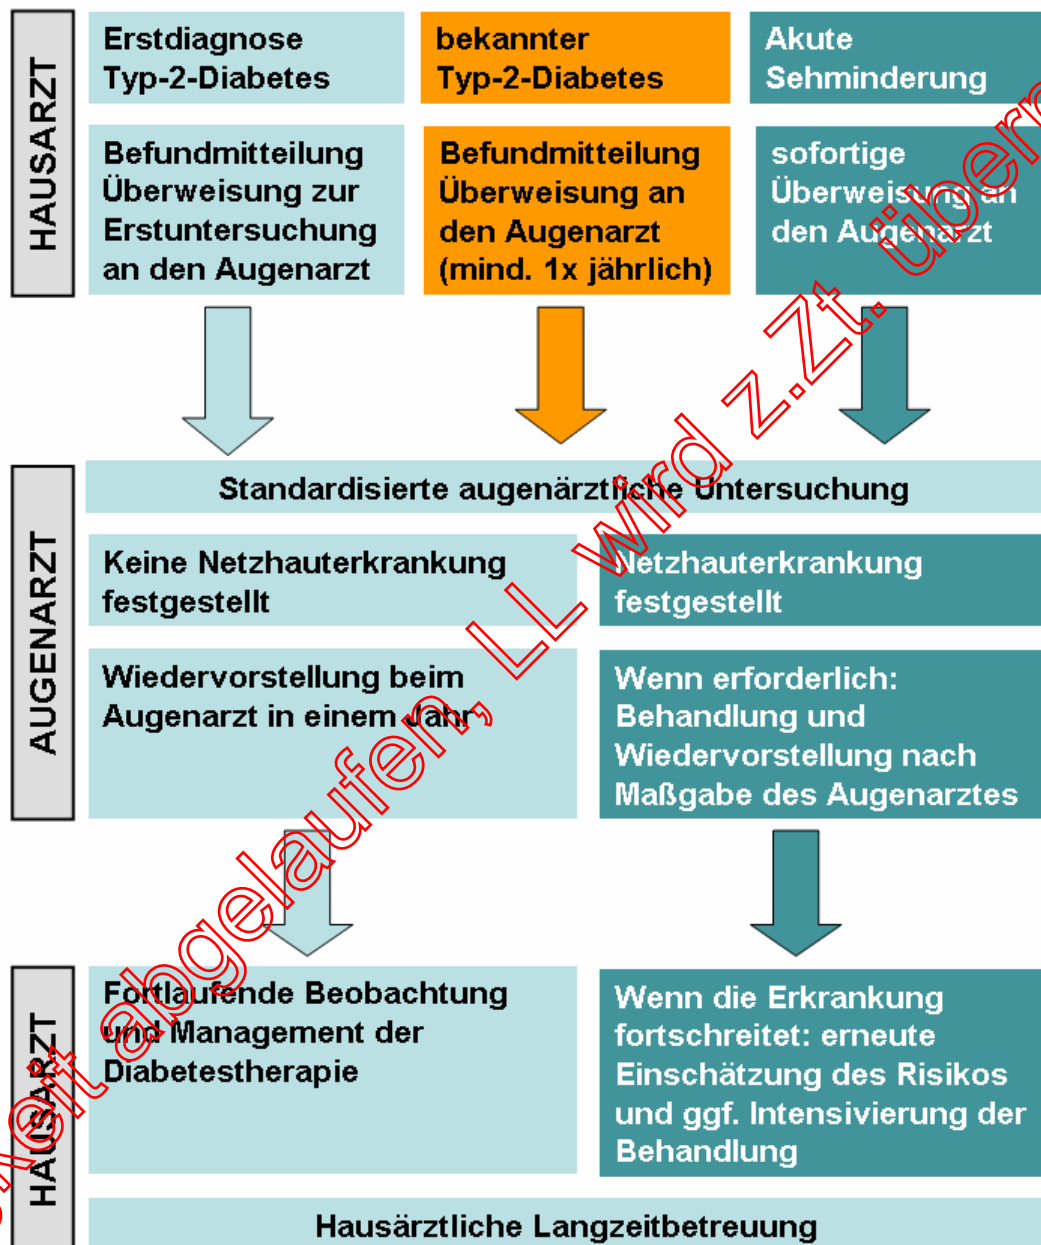 HAUSARZT
Erstdiagnose
Typ-2-Diabetes
bekannter
Typ-2-Diabetes
Akute
Sehminderung
Befundmitteilung
Überweisung zur
Erstuntersuchung
an den Augenarzt
Befundmitteilung
Überweisung an
den Augenarzt
(mind. 1x jährlich)
sofortige
Überweisung an
den Augenarzt
AUGENARZT
Standardisierte augenärztliche Untersuchung
Keine Netzhauterkrankung
festgestellt
Netzhauterkrankung
festgestellt
Wiedervorstellung beim
Augenarzt in einem Jahr
Wenn erforderlich:
Behandlung und
Wiedervorstellung nach
Maßgabe des Augenarztes
HAUSARZT
Fortlaufende Beobachtung
und Management der
Diabetestherapie
Wenn die Erkrankung
fortschreitet: erneute
Einschätzung des Risikos
und ggf. Intensivierung der
Behandlung
Hausärztliche Langzeitbetreuung
abgelaufen, LL wird z.Zt.